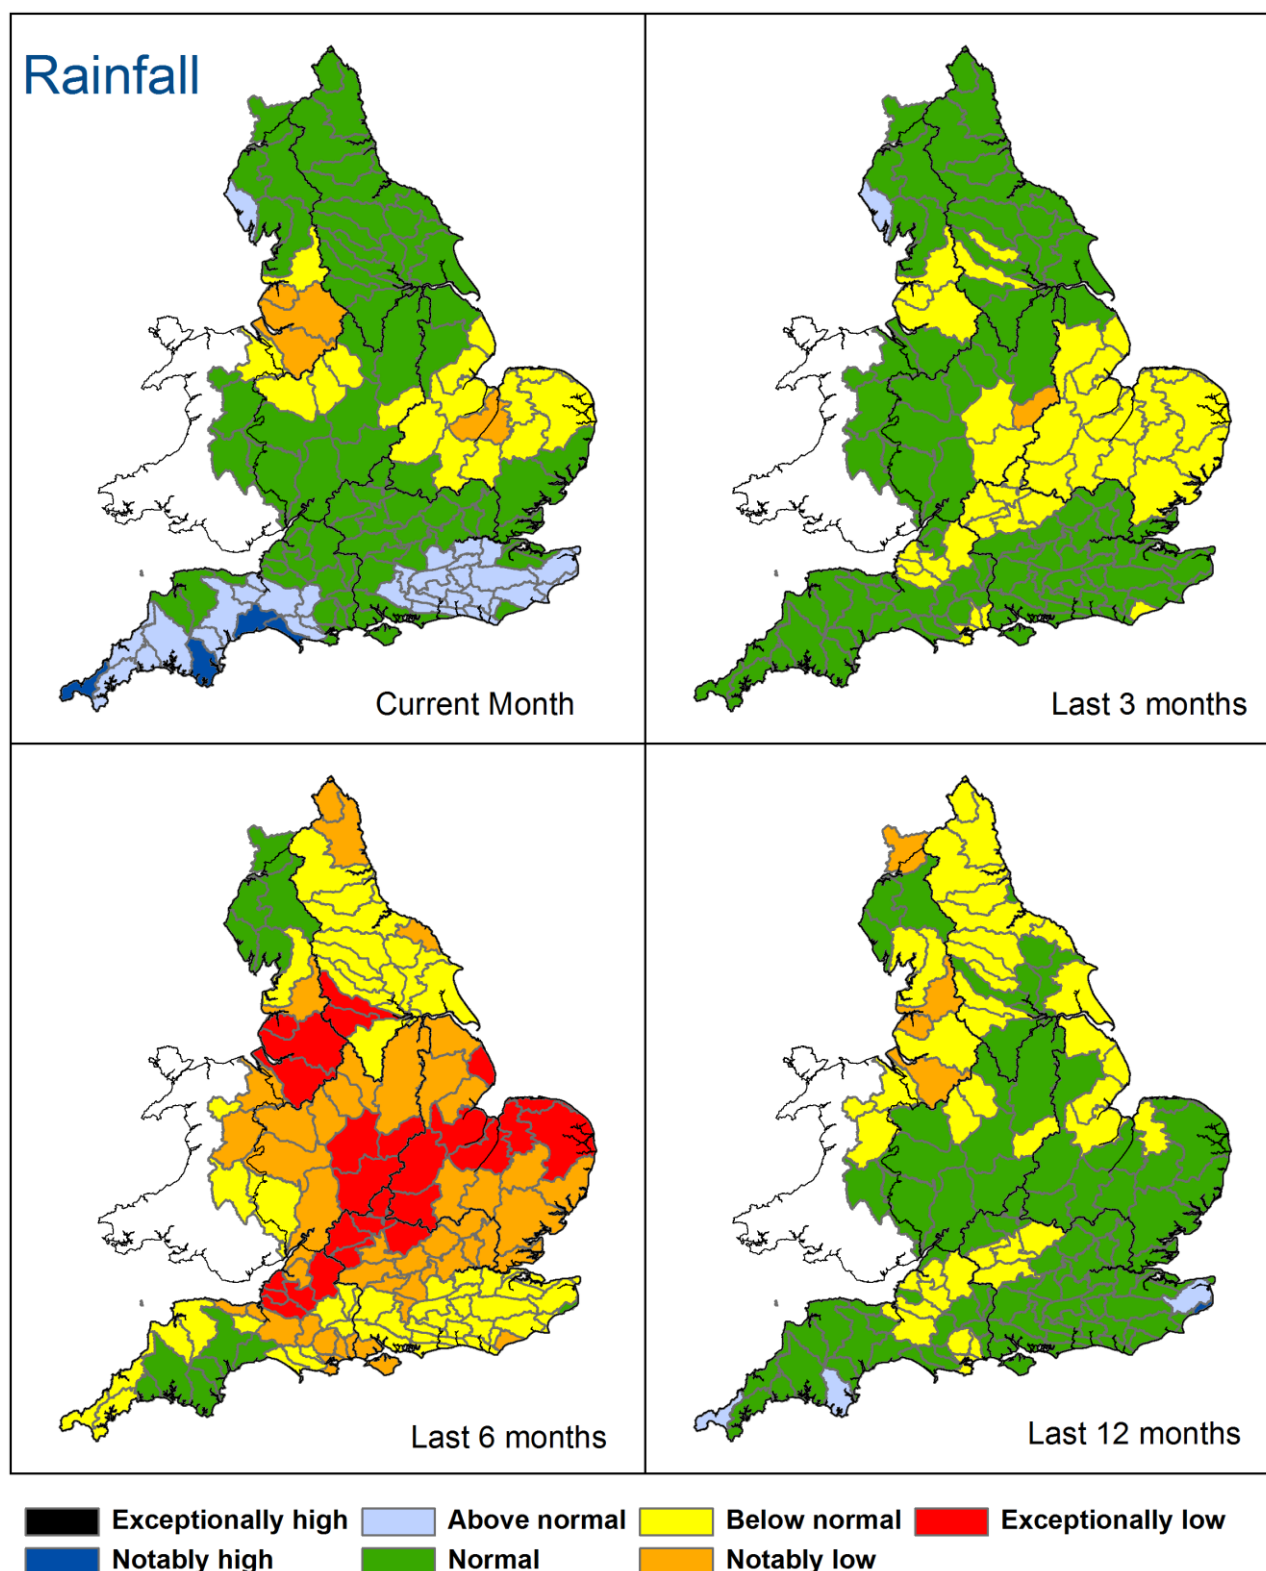 Rainfall
Current Month
Last 3 months
Last 6 months
Last 12 months
Exceptionally high
Above normal
Below normal
Exceptionally low
Notably high
Normal
Notably low